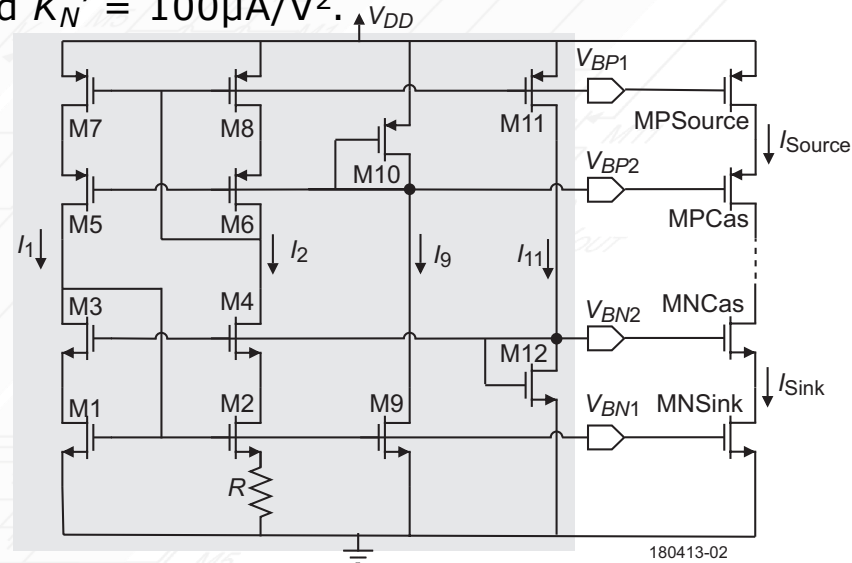 d K_N' = 100μA/V².
V_DD
V_BP1
M7
M8
M11
MPSource
I_Source
M10
V_BP2
M5
M6
MPCas
I_1
I_2
I_9
I_11
M3
M4
MNCas
V_BN2
M12
I_Sink
M1
M2
M9
V_BN1
MNSink
R
180413-02